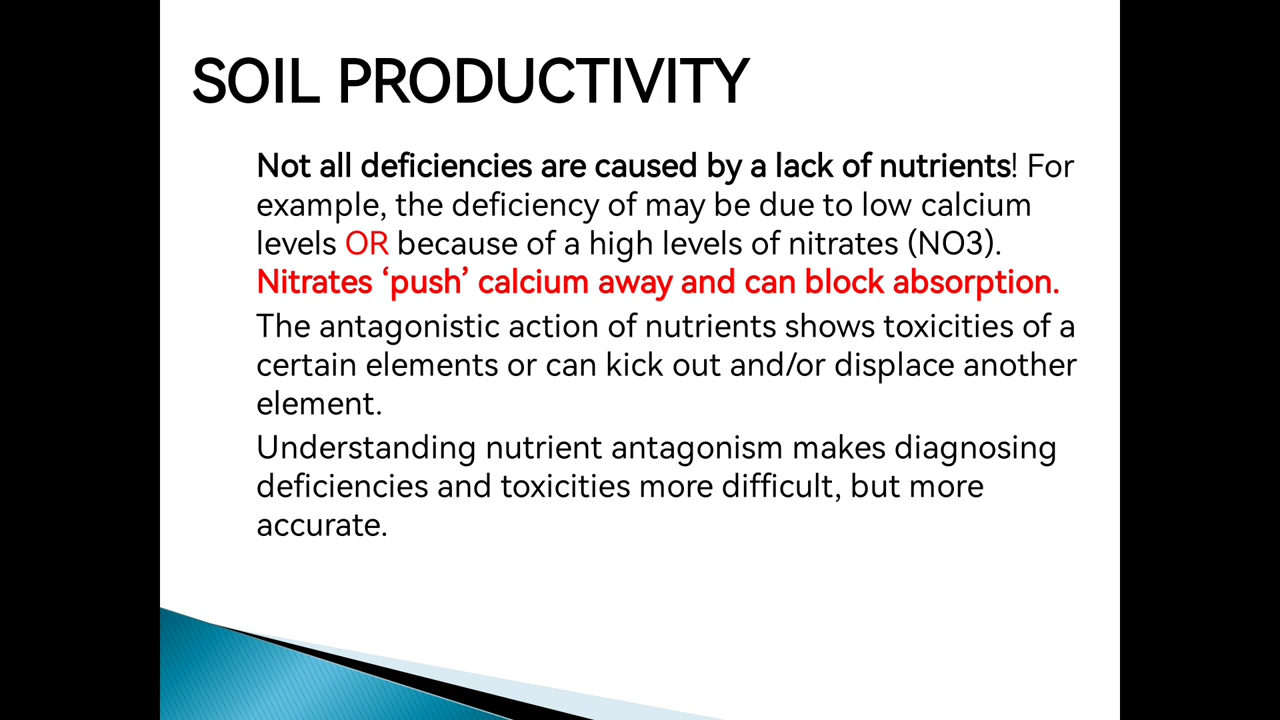 SOIL PRODUCTIVITY
Not all deficiencies are caused by a lack of nutrients! For
example, the deficiency of may be due to low calcium
levels OR because of a high levels of nitrates (NO3).
Nitrates ‘push’ calcium away and can block absorption.
The antagonistic action of nutrients shows toxicities of a
certain elements or can kick out and/or displace another
element.
Understanding nutrient antagonism makes diagnosing
deficiencies and toxicities more difficult, but more
accurate.